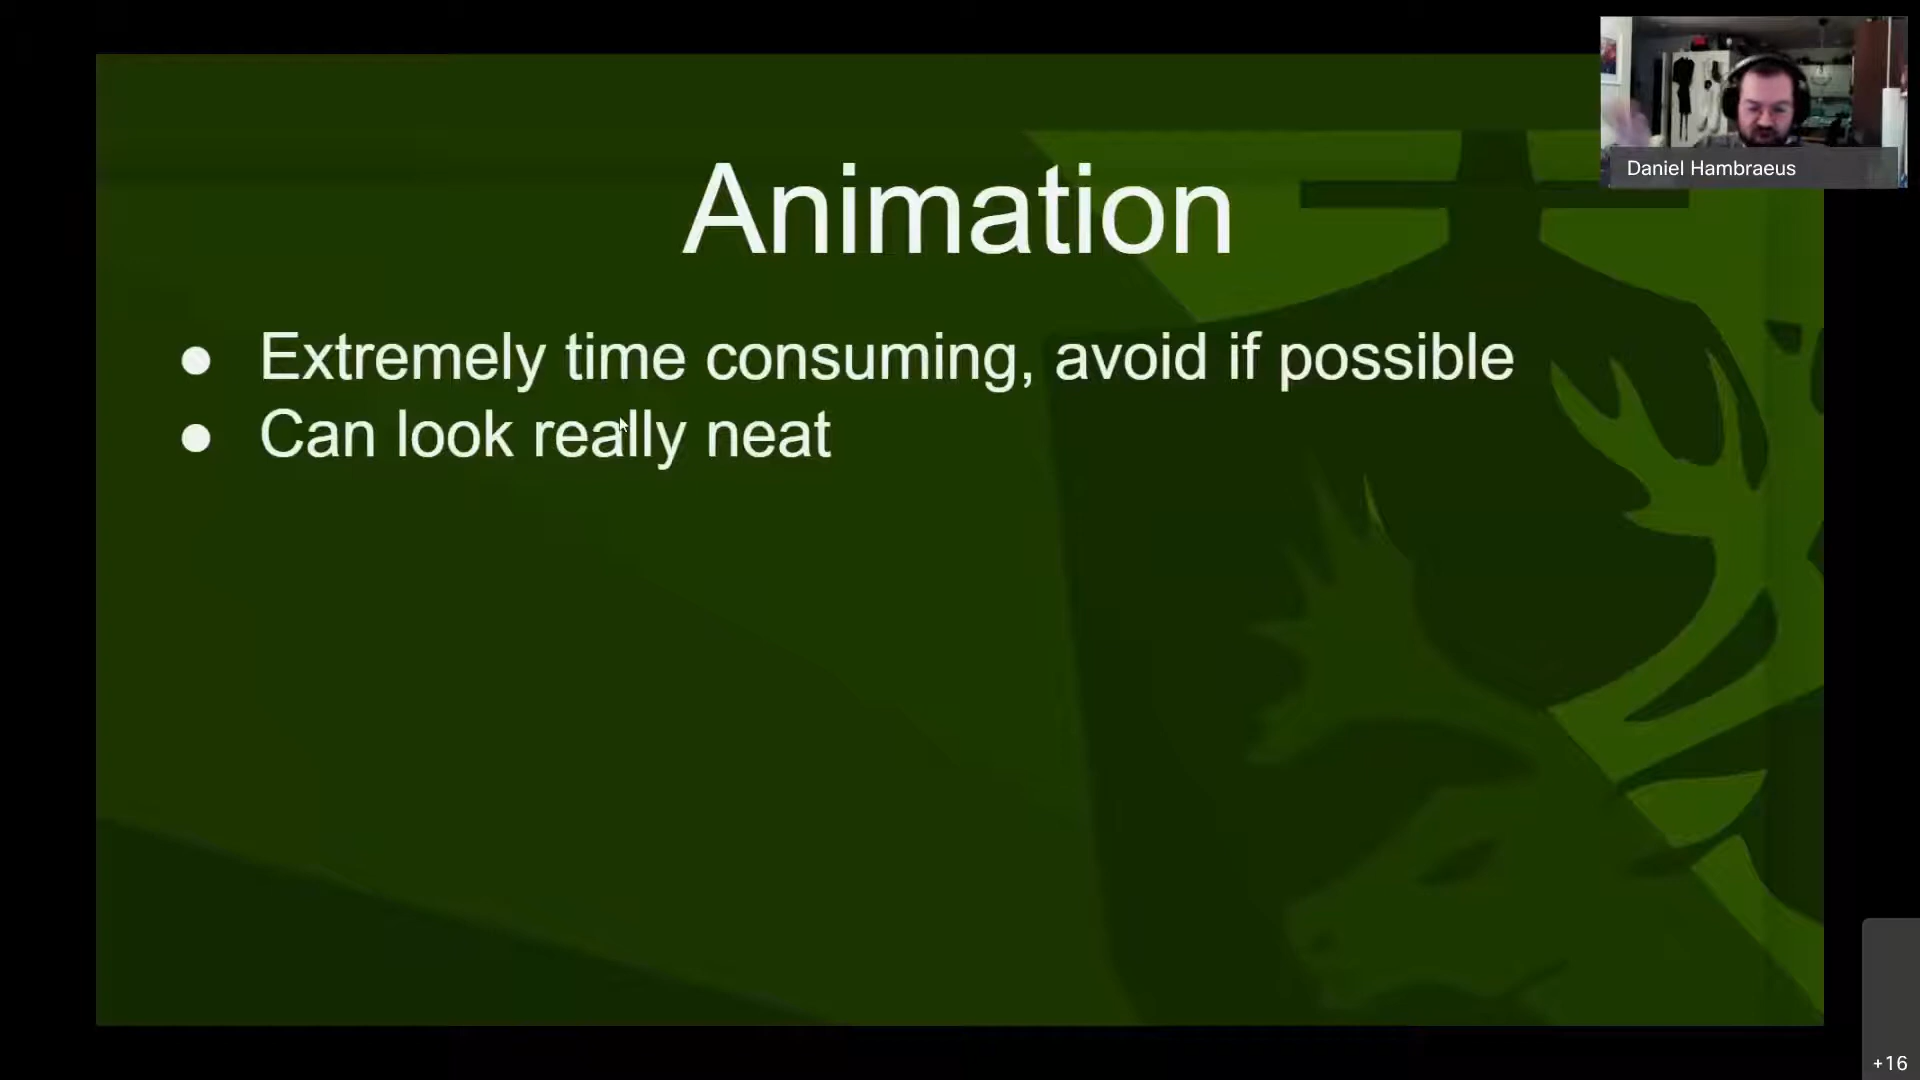 Daniel Hambraeus
Animation
● Extremely time consuming, avoid if possible
● Can look really neat
+16